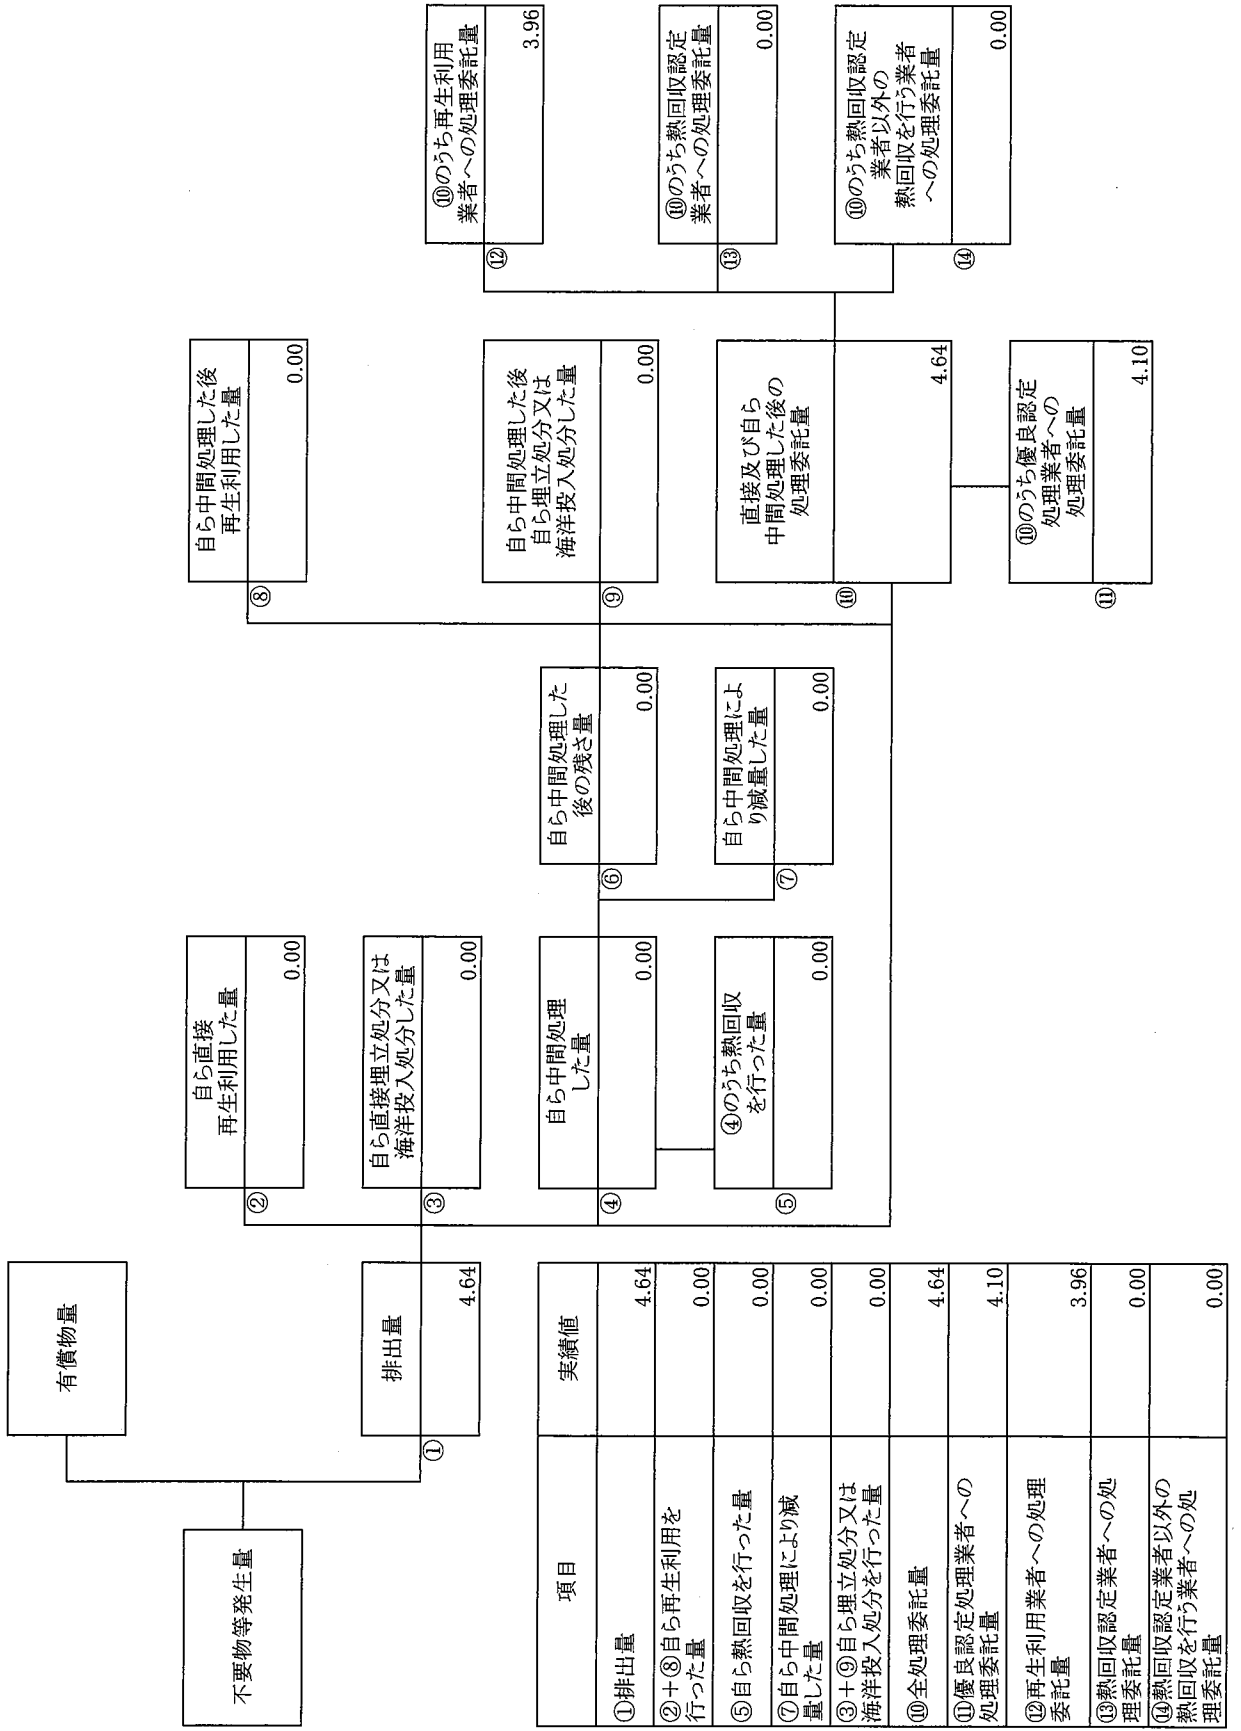 不要物等発生量
有償物量
①
排出量
4.64
②
自ら直接
再生利用した量
0.00
③
自ら直接埋立処分又は
海洋投入処分した量
0.00
④
自ら中間処理
した量
0.00
⑤
④のうち熱回収
を行った量
0.00
⑥
自ら中間処理した
後の残さ量
0.00
⑦
自ら中間処理によ
り減量した量
0.00
⑧
自ら中間処理した後
再生利用した量
0.00
⑨
自ら中間処理した後
自ら埋立処分又は
海洋投入処分した量
0.00
⑩
直接及び自ら
中間処理した後の
処理委託量
4.64
⑪
⑩のうち優良認定
処理業者への
処理委託量
4.10
⑫
⑩のうち再生利用
業者への処理委託量
3.96
⑬
⑩のうち熱回収認定
業者への処理委託量
0.00
⑭
⑩のうち熱回収認定
業者以外の
熱回収を行う業者
への処理委託量
0.00
項目 実績値
①排出量 4.64
②+⑧自ら再生利用を
行った量 0.00
⑤自ら熱回収を行った量 0.00
⑦自ら中間処理により減
量した量 0.00
③+⑨自ら埋立処分又は
海洋投入処分を行った量 0.00
⑩全処理委託量 4.64
⑪優良認定処理業者への
処理委託量 4.10
⑫再生利用業者への処理
委託量 3.96
⑬熱回収認定業者への処
理委託量 0.00
⑭熱回収認定業者以外の
熱回収を行う業者への処
理委託量 0.00